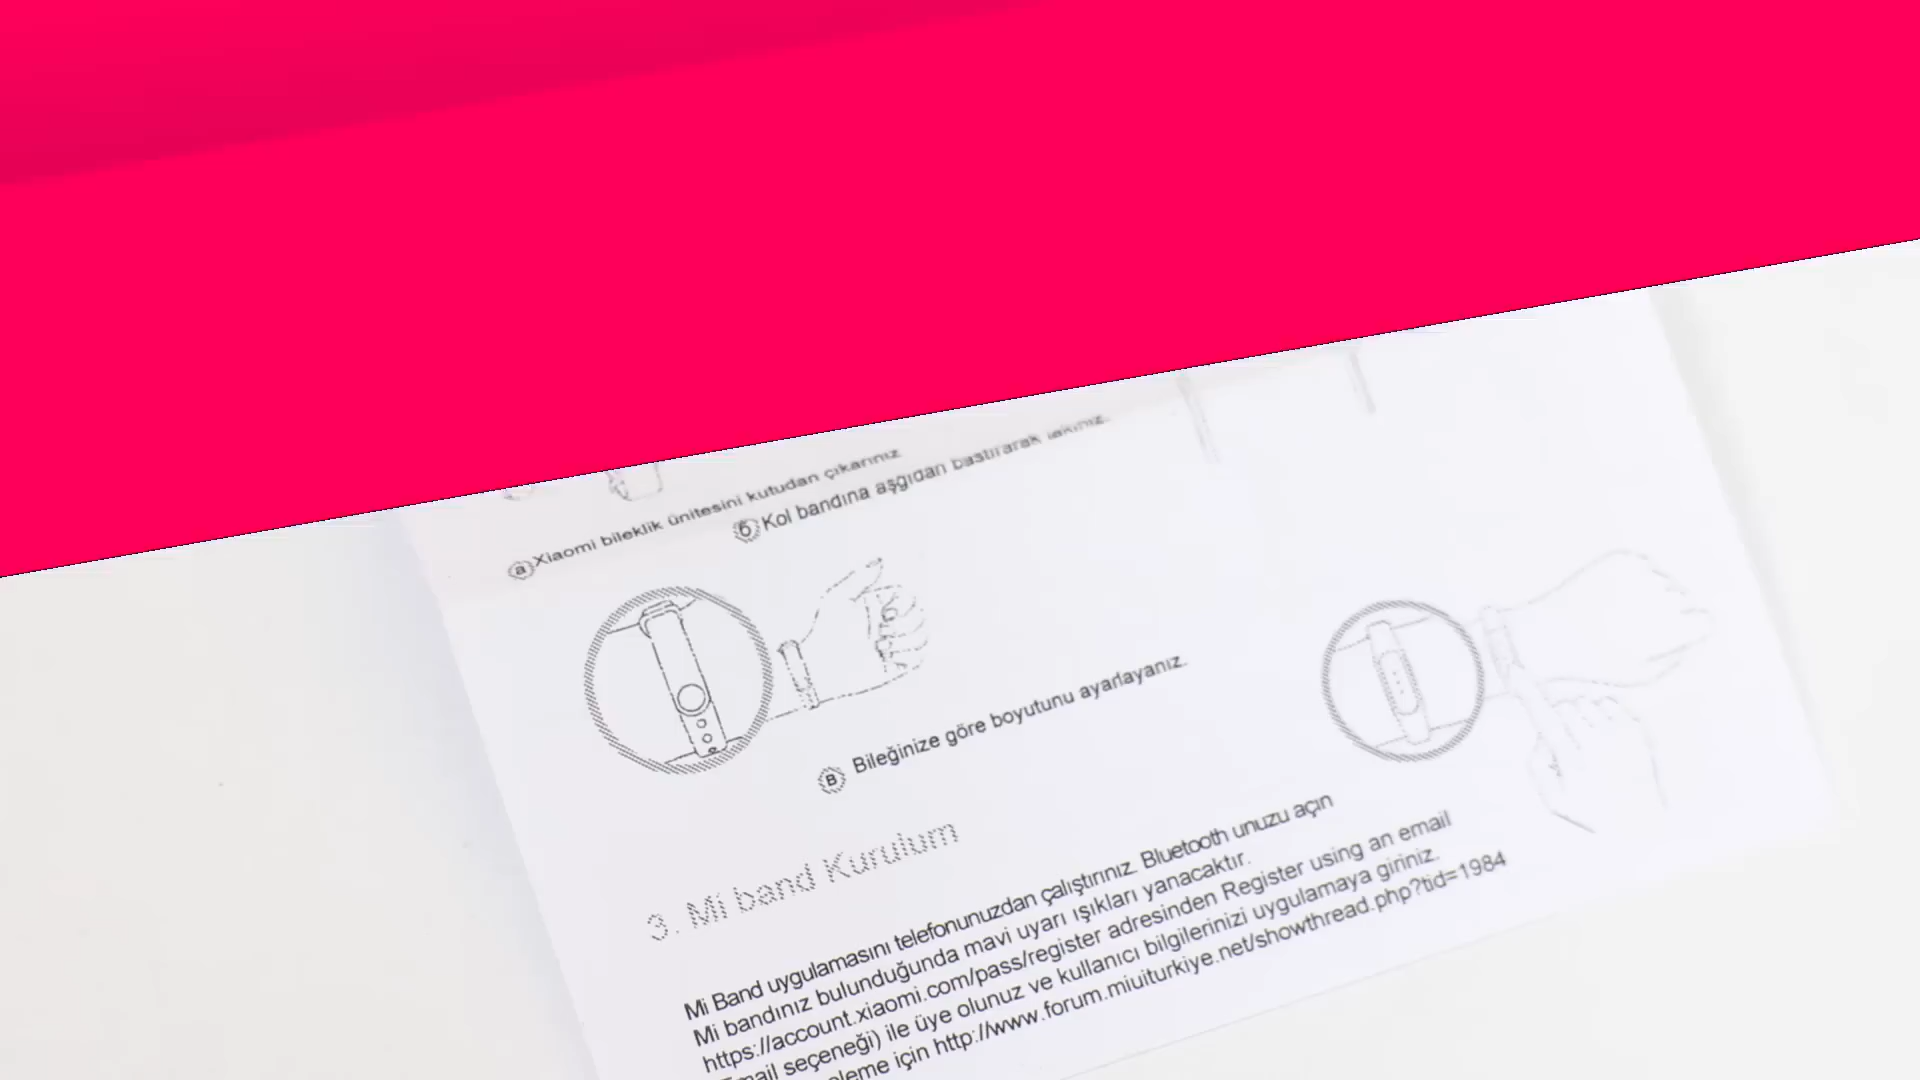 a Xiaomi bileklik ünitesini kutudan çıkarınız
b Kol bandına aşgıdan bastırarak takınız.
B Bileğinize göre boyutunu ayarlayanız.
3. Mi band Kurulum
Mi Band uygulamasını telefonunuzdan çalıştırınız. Bluetooth unuzu açın
Mi bandınız bulunduğunda mavi uyarı ışıkları yanacaktır.
https://account.xiaomi.com/pass/register adresinden Register using an email
Email seçeneği) ile üye olunuz ve kullanıcı bilgilerinizi uygulamaya giriniz.
için http://www.forum.miuiturkiye.net/showthread.php?tid=1984